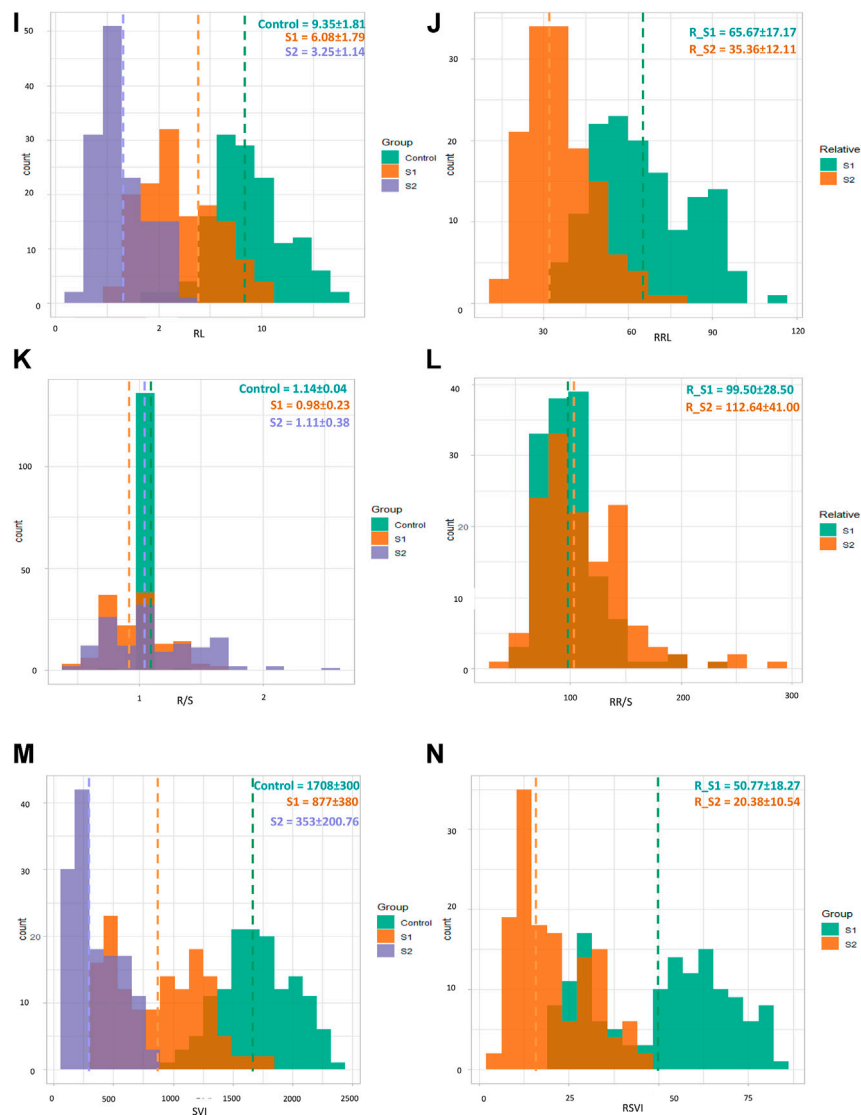 I
Control = 9.35±1.81
S1 = 6.08±1.79
S2 = 3.25±1.14
50
40
30
20
10
0
count
0
2
10
RL
Group
Control
S1
S2
J
R_S1 = 65.67±17.17
R_S2 = 35.36±12.11
30
20
10
0
count
30
60
90
120
RRL
Relative
S1
S2
K
Control = 1.14±0.04
S1 = 0.98±0.23
S2 = 1.11±0.38
100
50
0
count
1
2
R/S
Group
Control
S1
S2
L
R_S1 = 99.50±28.50
R_S2 = 112.64±41.00
40
30
20
10
0
count
100
200
300
RR/S
Relative
S1
S2
M
Control = 1708±300
S1 = 877±380
S2 = 353±200.76
40
30
20
10
0
count
0
500
1000
1500
2000
2500
SVI
Group
Control
S1
S2
N
R_S1 = 50.77±18.27
R_S2 = 20.38±10.54
30
20
10
0
count
0
25
50
75
RSVI
Group
S1
S2